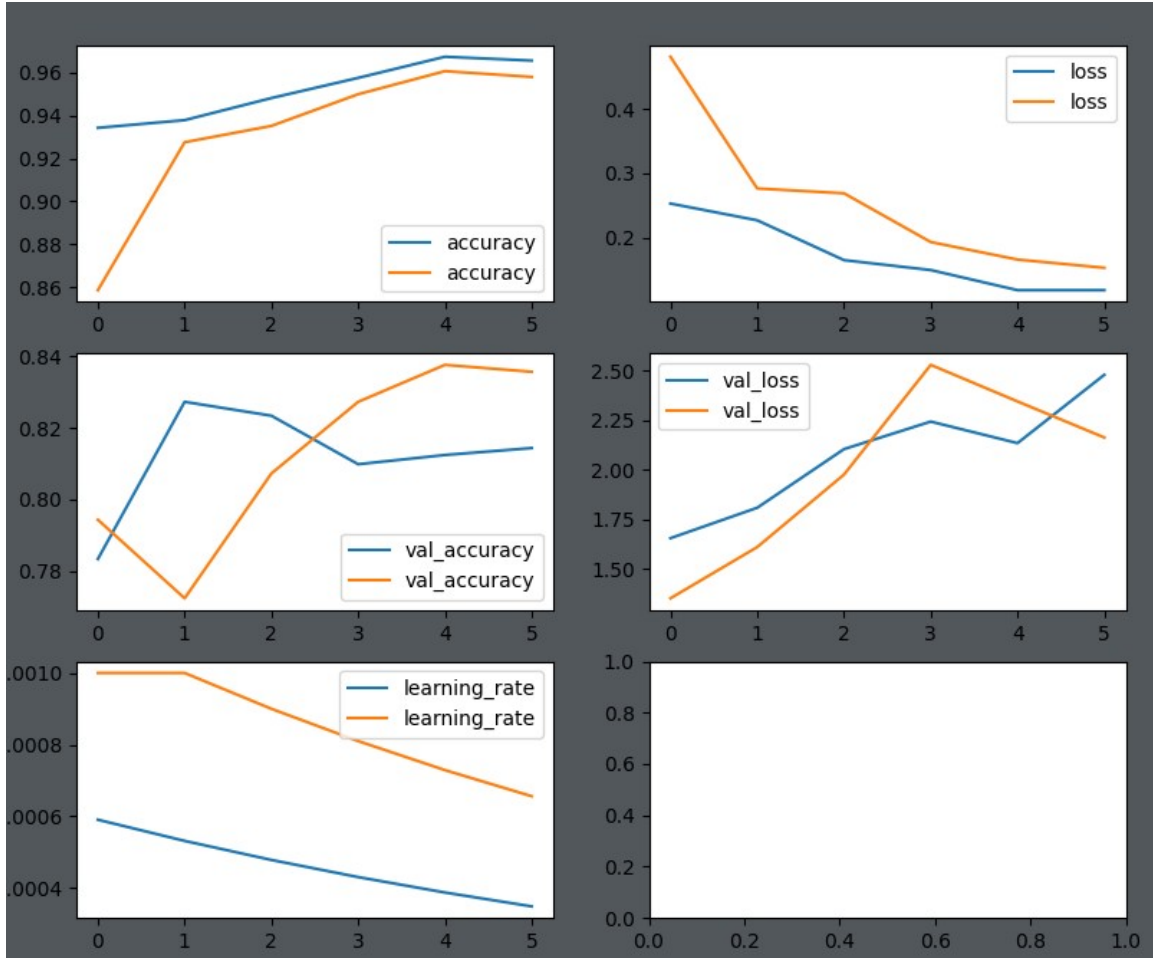 0.96
0.94
0.92
0.90
0.88
0.86
accuracy
accuracy
0 1 2 3 4 5
0.4
0.3
0.2
loss
loss
0 1 2 3 4 5
0.84
0.82
0.80
0.78
val_accuracy
val_accuracy
0 1 2 3 4 5
2.50
2.25
2.00
1.75
1.50
val_loss
val_loss
0 1 2 3 4 5
.0010
.0008
.0006
.0004
learning_rate
learning_rate
0 1 2 3 4 5
1.0
0.8
0.6
0.4
0.2
0.0
0.0 0.2 0.4 0.6 0.8 1.0